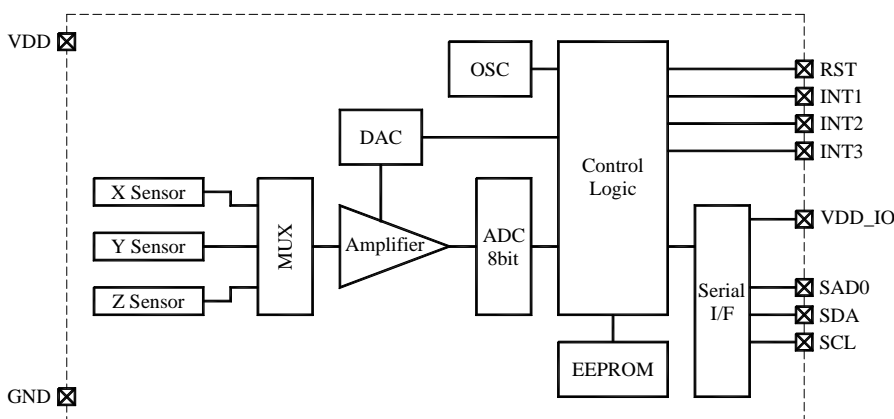 VDD
OSC
RST
INT1
INT2
DAC
INT3
Control
Logic
X Sensor
MUX
Amplifier
ADC
8bit
VDD_IO
Y Sensor
Z Sensor
Serial
I/F
SAD0
SDA
SCL
EEPROM
GND